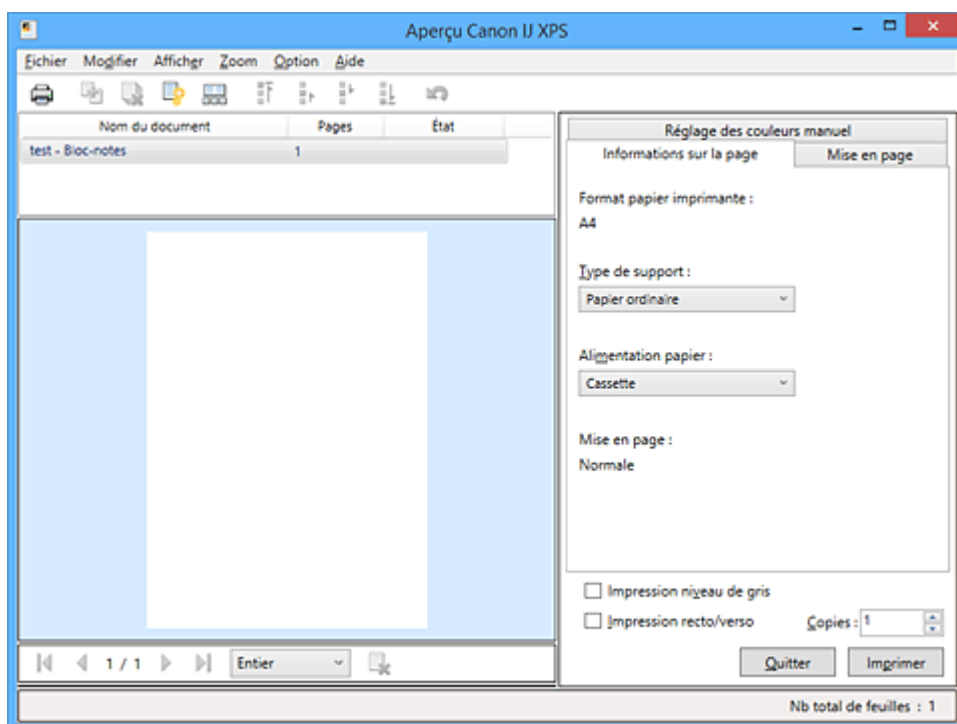 Aperçu Canon IJ XPS
Fichier Modifier Afficher Zoom Option Aide
Nom du document Pages État
test - Bloc-notes 1
Réglage des couleurs manuel
Informations sur la page Mise en page
Format papier imprimante :
A4
Type de support :
Papier ordinaire
Alimentation papier :
Cassette
Mise en page :
Normale
Impression niveau de gris
Impression recto/verso Copies : 1
1 / 1 Entier
Quitter Imprimer
Nb total de feuilles : 1